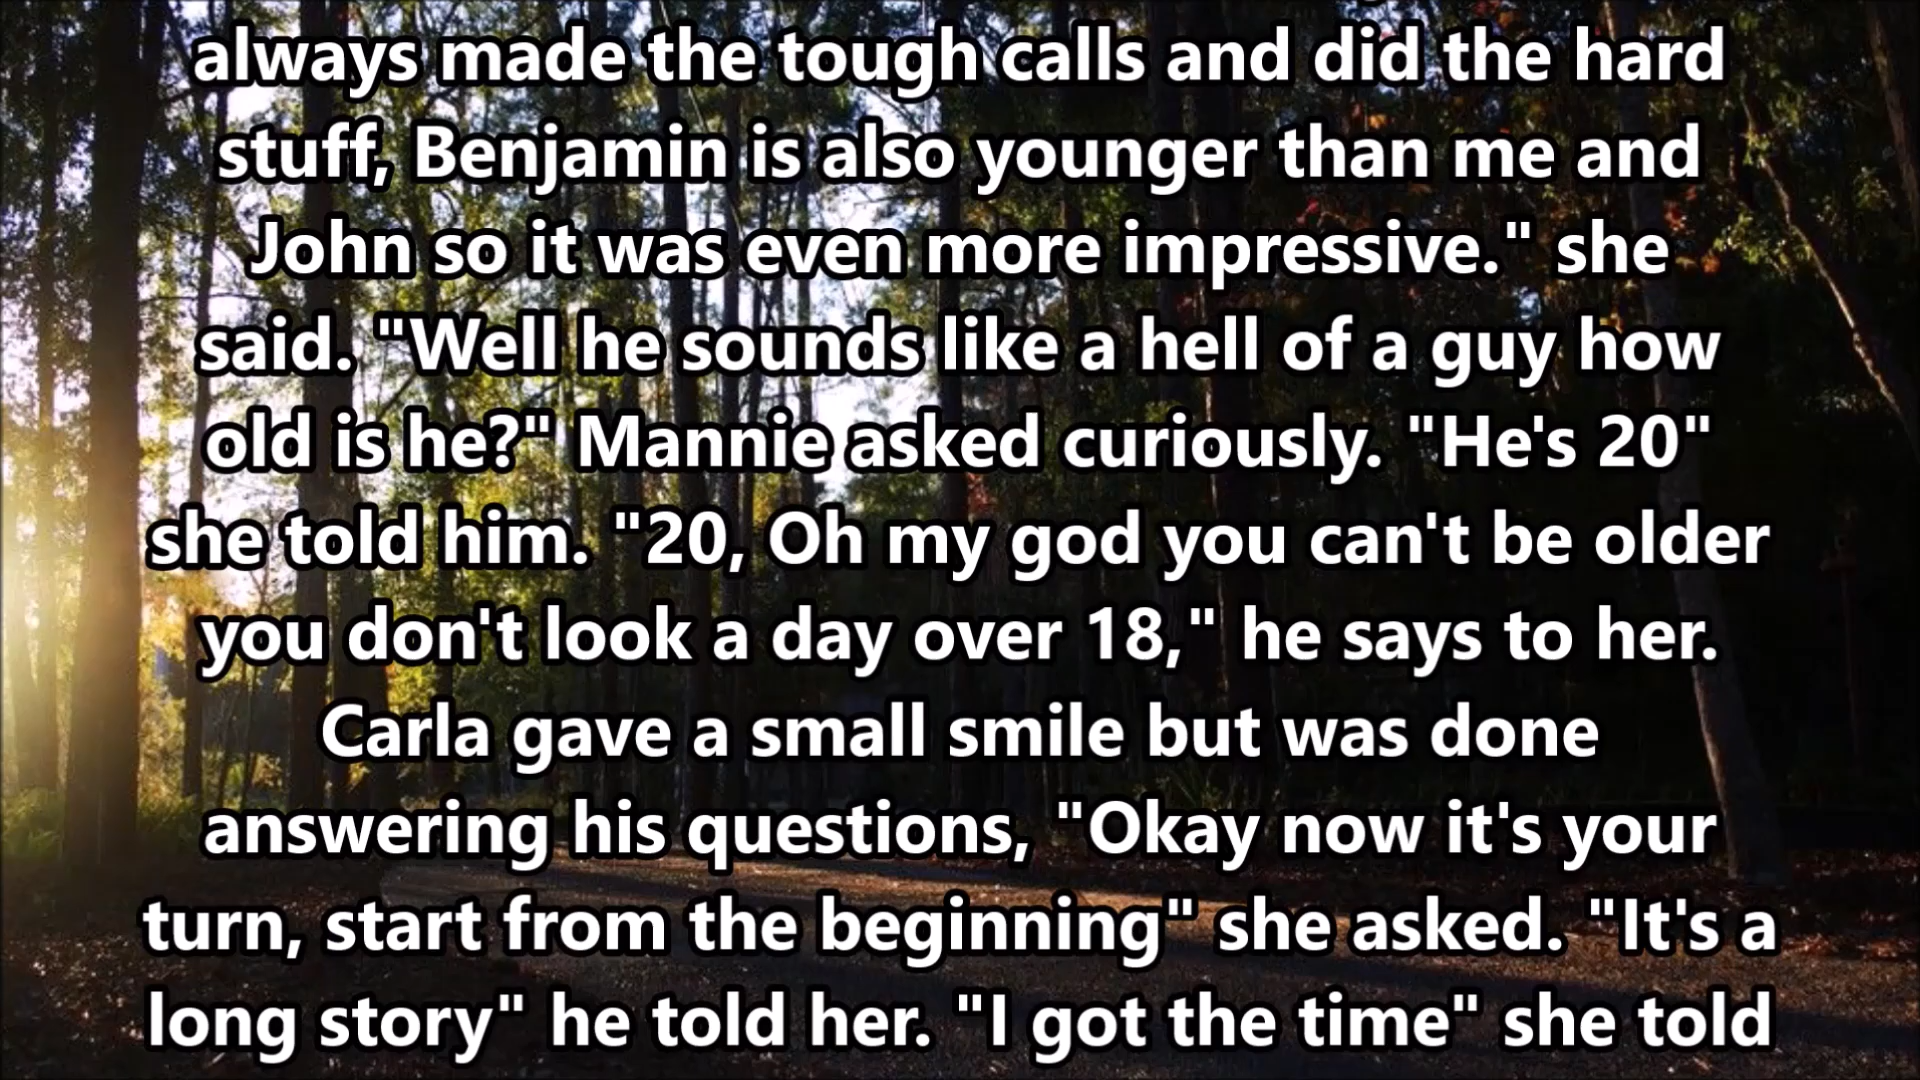 always made the tough calls and did the hard
stuff, Benjamin is also younger than me and
John so it was even more impressive." she
said. "Well he sounds like a hell of a guy how
old is he?" Mannie asked curiously. "He's 20"
she told him. "20, Oh my god you can't be older
you don't look a day over 18," he says to her.
Carla gave a small smile but was done
answering his questions, "Okay now it's your
turn, start from the beginning" she asked. "It's a
long story" he told her. "I got the time" she told